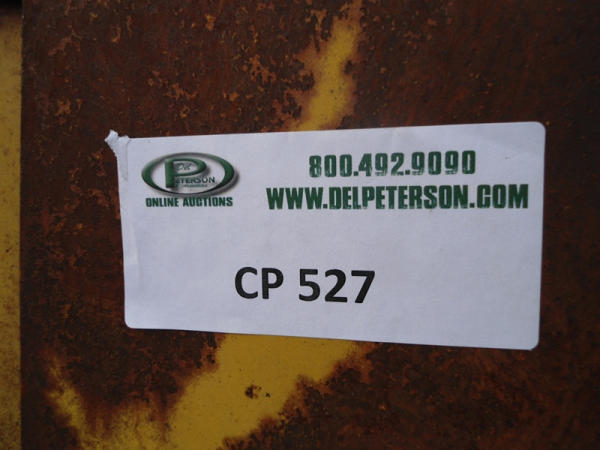 Del
PETERSON
ONLINE AUCTIONS
800.492.9090
WWW.DELPETERSON.COM
CP 527